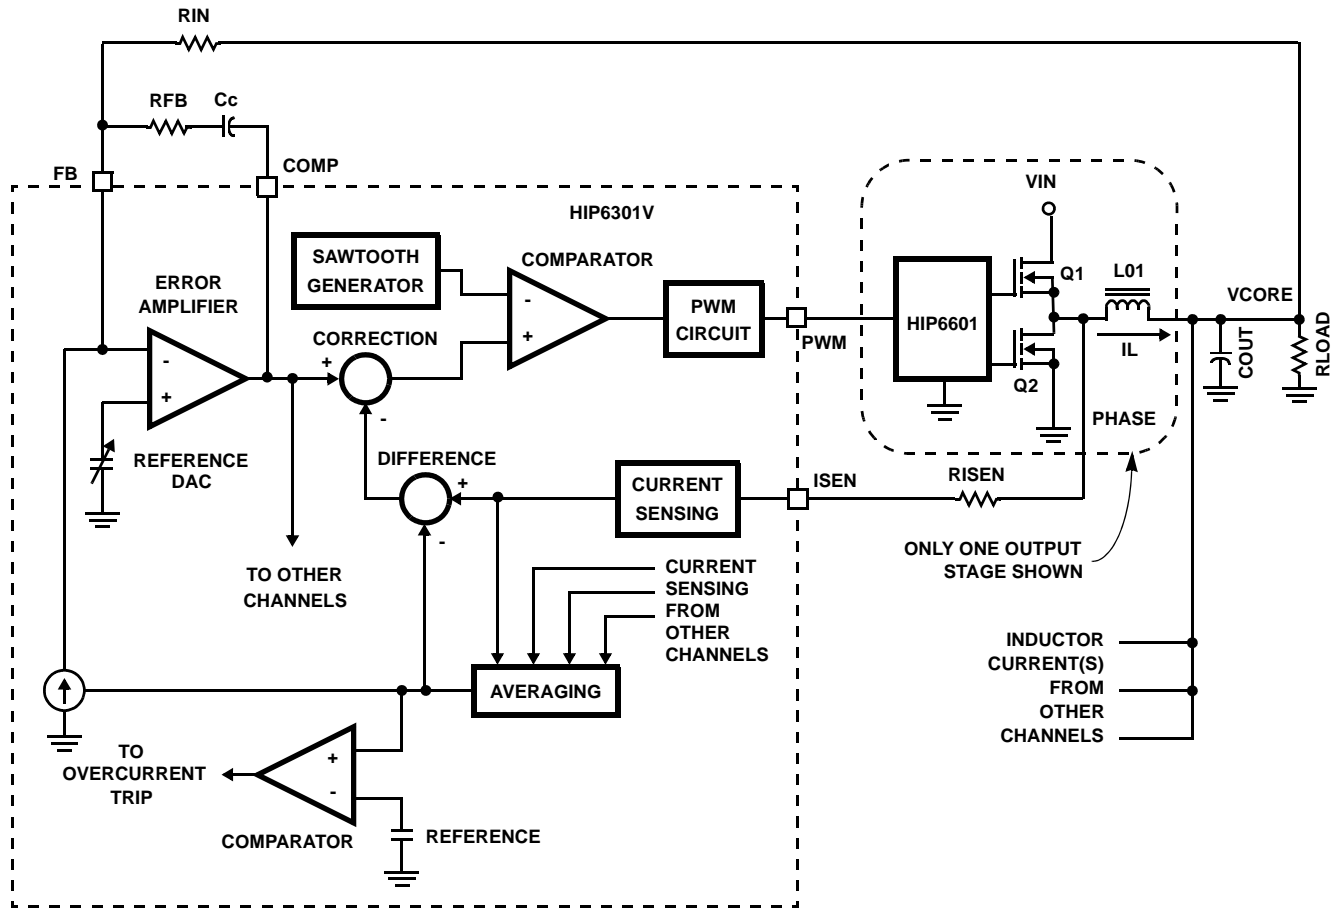 RIN
RFB
Cc
FB
COMP
HIP6301V
VIN
SAWTOOTH
GENERATOR
COMPARATOR
ERROR
AMPLIFIER
-
+
-
+
PWM
CIRCUIT
PWM
HIP6601
Q1
Q2
L01
IL
VCORE
COUT
RLOAD
CORRECTION
+
-
PHASE
REFERENCE
DAC
DIFFERENCE
+
-
CURRENT
SENSING
ISEN
RISEN
ONLY ONE OUTPUT
STAGE SHOWN
TO OTHER
CHANNELS
CURRENT
SENSING
FROM
OTHER
CHANNELS
AVERAGING
INDUCTOR
CURRENT(S)
FROM
OTHER
CHANNELS
TO
OVERCURRENT
TRIP
+
-
COMPARATOR
REFERENCE